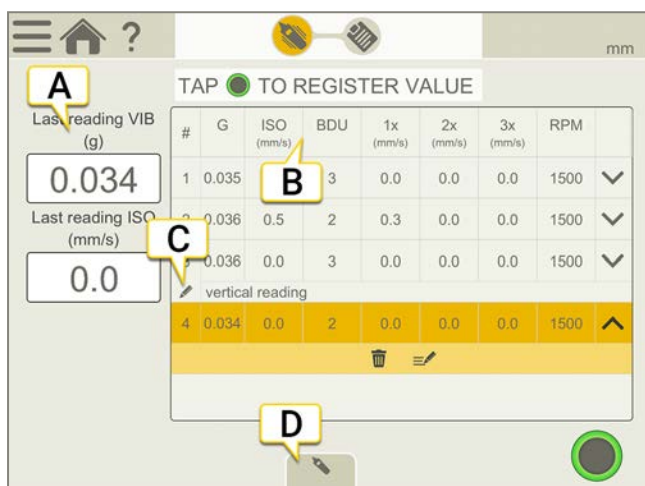 ?
mm
TAP TO REGISTER VALUE
A
Last reading VIB
(g)
0.034
Last reading ISO
(mm/s)
0.0
# G ISO (mm/s) BDU 1x (mm/s) 2x (mm/s) 3x (mm/s) RPM
B
1 0.035 3 0.0 0.0 0.0 1500
0.036 0.5 2 0.3 0.0 0.0 1500
C
0.036 0.0 3 0.0 0.0 0.0 1500
vertical reading
4 0.034 0.0 2 0.0 0.0 0.0 1500
D